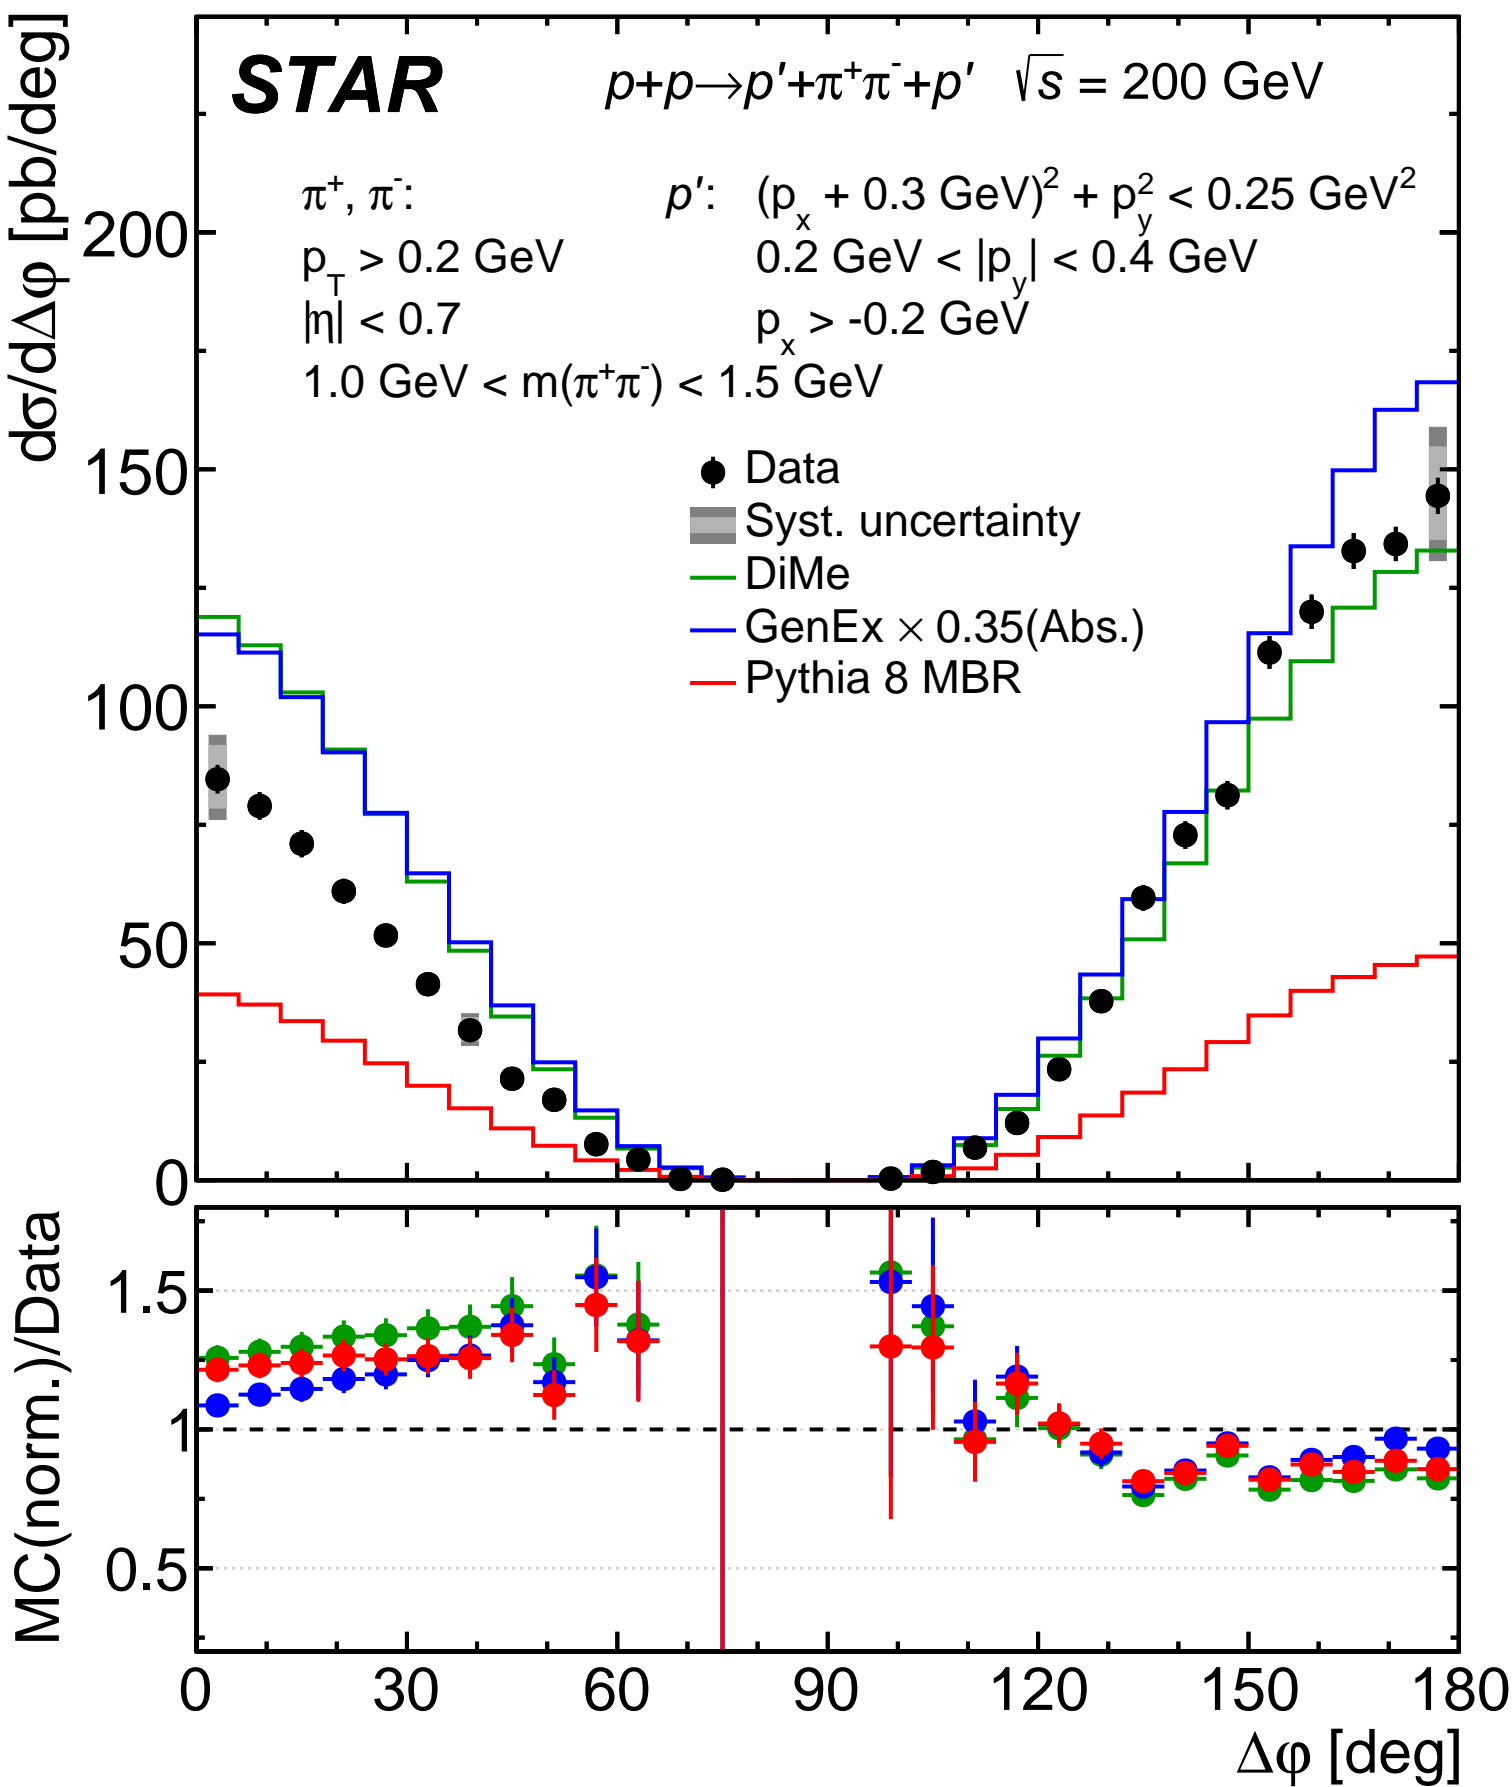 STAR p+p→p′+π⁺π⁻+p′ √s = 200 GeV
π⁺, π⁻: p′: (pₓ + 0.3 GeV)² + p_y² < 0.25 GeV²
p_T > 0.2 GeV 0.2 GeV < |p_y| < 0.4 GeV
|η| < 0.7 pₓ > -0.2 GeV
1.0 GeV < m(π⁺π⁻) < 1.5 GeV
Data
Syst. uncertainty
DiMe
GenEx × 0.35(Abs.)
Pythia 8 MBR
dσ/dΔφ [pb/deg]
200
150
100
50
0
MC(norm.)/Data
1.5
1
0.5
0 30 60 90 120 150 180
Δφ [deg]